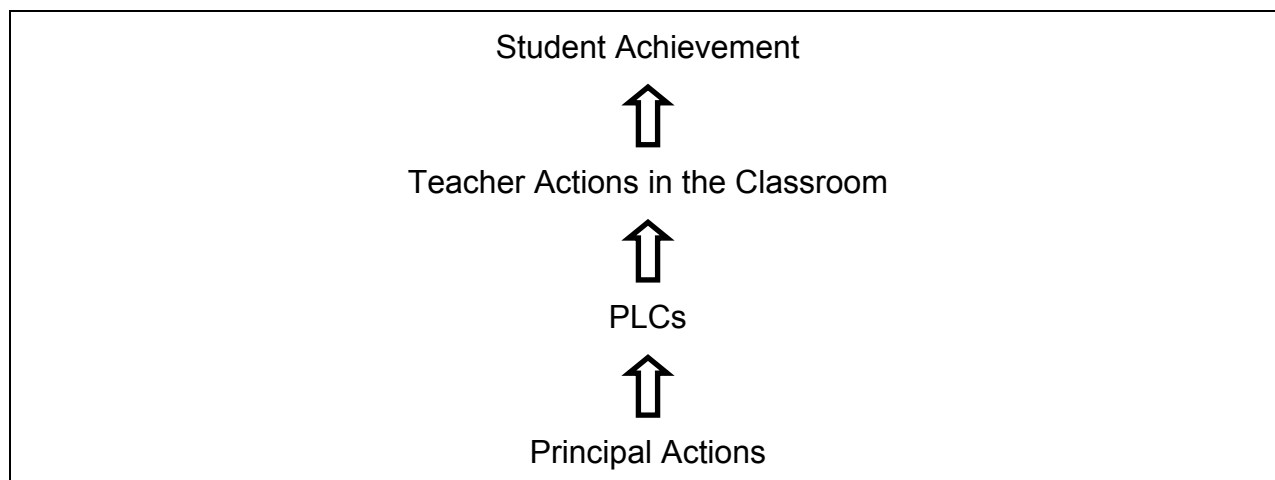 Student Achievement
Teacher Actions in the Classroom
PLCs
Principal Actions